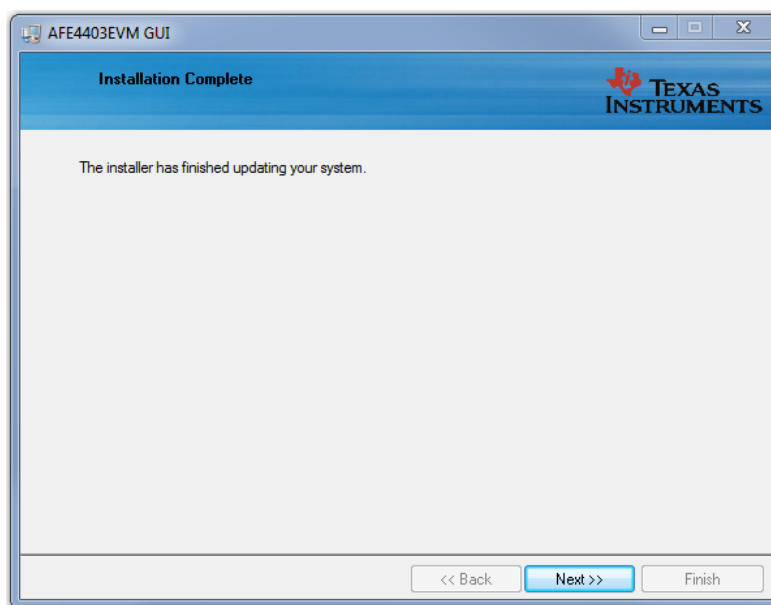 AFE4403EVM GUI
Installation Complete
TEXAS
INSTRUMENTS
The installer has finished updating your system.
<< Back
Next >>
Finish